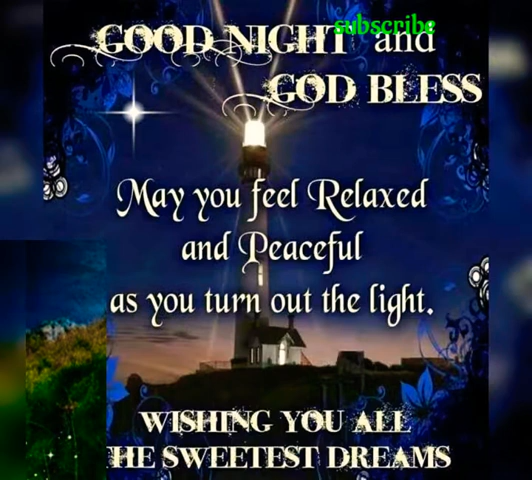 subscribe
GOOD NIGHT and
GOD BLESS
May you feel Relaxed
and Peaceful
as you turn out the light.
WISHING YOU ALL
HE SWEETEST DREAMS